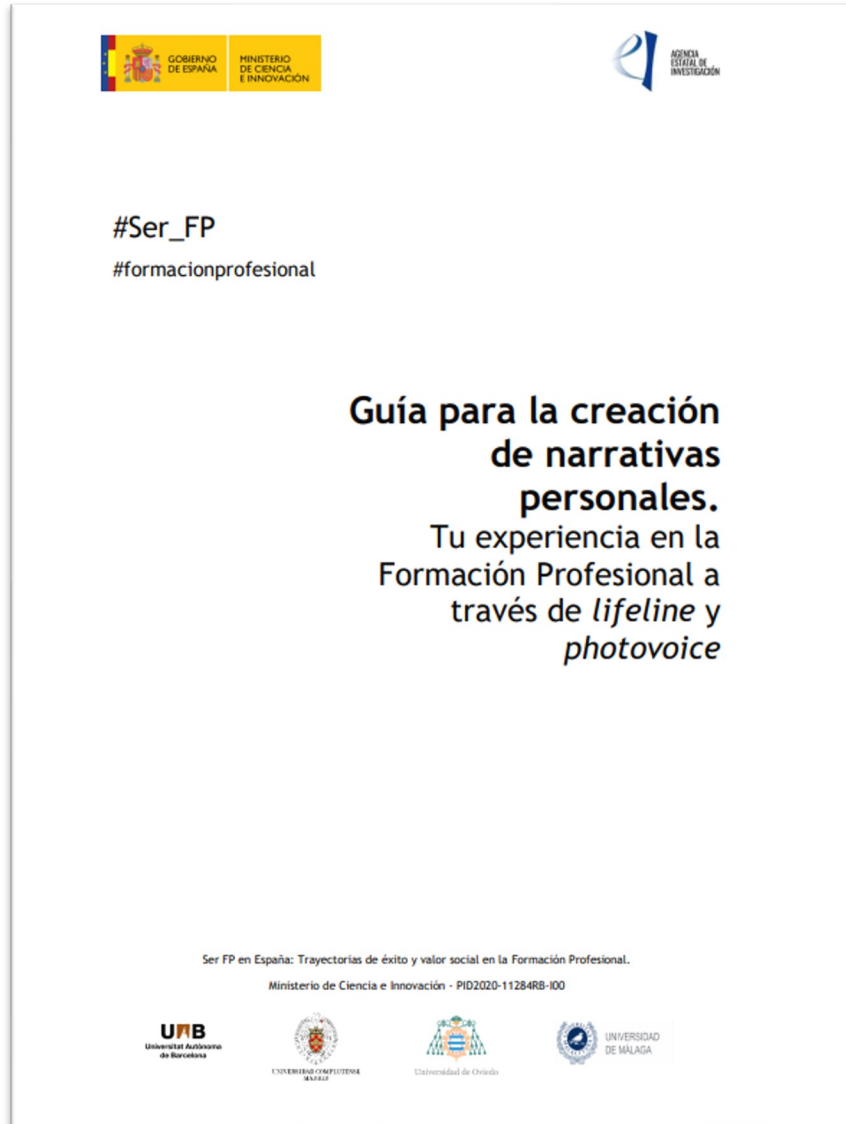 GOBIERNO
DE ESPAÑA
MINISTERIO
DE CIENCIA
E INNOVACIÓN
AGENCIA
ESTATAL DE
INVESTIGACIÓN
#Ser_FP
#formacionprofesional
Guía para la creación
de narrativas
personales.
Tu experiencia en la
Formación Profesional a
través de lifeline y
photovoice
Ser FP en España: Trayectorias de éxito y valor social en la Formación Profesional.
Ministerio de Ciencia e Innovación - PID2020-11284RB-I00
UAB
Universitat Autònoma
de Barcelona
UNIVERSIDAD COMPLUTENSE
MADRID
Universidad de Oviedo
UNIVERSIDAD
DE MÁLAGA